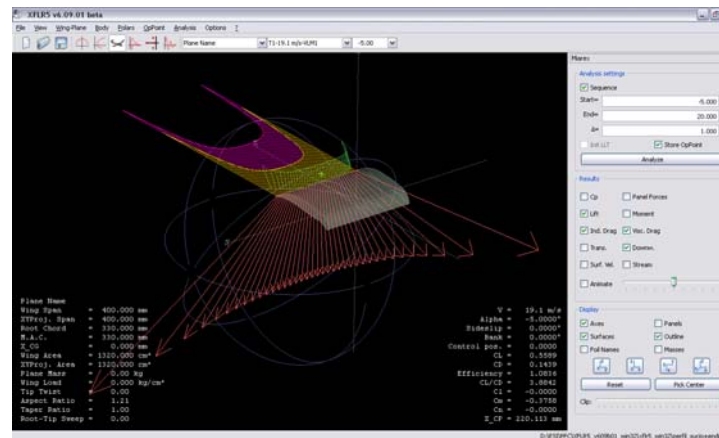 XFLR5 v6.09.01 beta
File View Wing-Plane Body Polars OpPoint Analysis Options ?
Plane Name T1-19.1 m/s-VLM1 -5.00
Planes
Analysis settings
Sequence
Start= -5.000
End= 20.000
Δ= 1.000
Init LLT Store OpPoint
Analyze
Results
Cp Panel Forces
Lift Moment
Ind. Drag Visc. Drag
Trans. Downw.
Surf. Vel. Stream
Animate
Display
Axes Panels
Surfaces Outline
Foil Names Masses
Reset Pick Center
Clip:
Plane Name
Wing Span = 400.000 mm
XYProj. Span = 400.000 mm
Root Chord = 330.000 mm
M.A.C. = 330.000 mm
X_CG = 0.000 mm
Wing Area = 1320.000 cm²
XYProj. Area = 1320.000 cm²
Plane Mass = 0.00 kg
Wing Load = 0.000 kg/cm²
Tip Twist = 0.00
Aspect Ratio = 1.21
Taper Ratio = 1.00
Root-Tip Sweep = 0.00
V = 19.1 m/s
Alpha = -5.0000°
Sideslip = 0.0000°
Bank = 0.0000°
Control pos. = 0.0000
CL = 0.5589
CD = 0.1439
Efficiency = 1.0836
CL/CD = 3.8842
Cl = -0.0000
Cm = -0.3758
Cn = -0.0000
X_CP = 220.113 mm